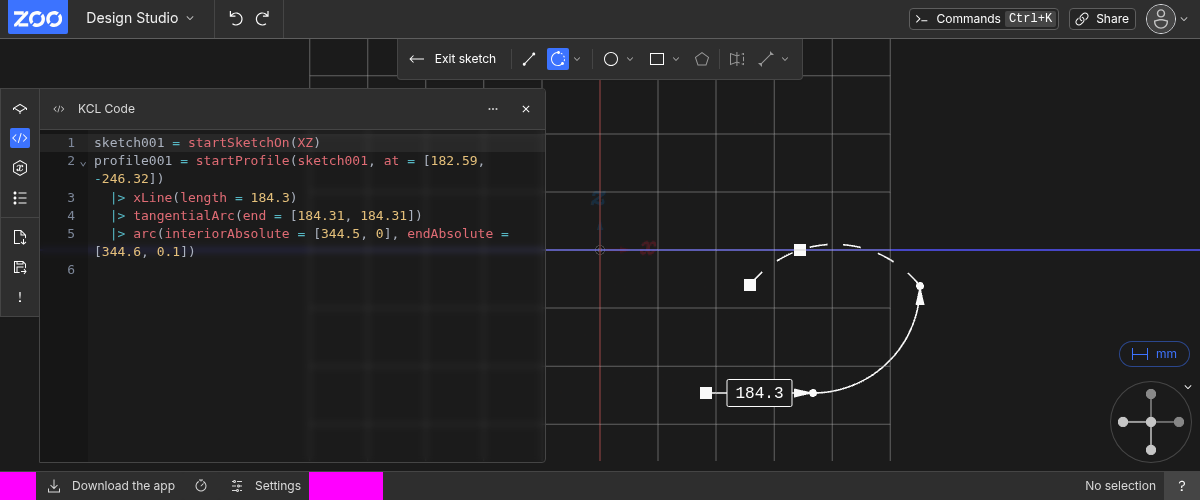 ZOO Design Studio
Commands Ctrl+K
Share
Exit sketch
KCL Code
1 sketch001 = startSketchOn(XZ)
2 profile001 = startProfile(sketch001, at = [182.59,
-246.32])
3 |> xLine(length = 184.3)
4 |> tangentialArc(end = [184.31, 184.31])
5 |> arc(interiorAbsolute = [344.5, 0], endAbsolute =
[344.6, 0.1])
6
z
x
184.3
mm
Download the app
Settings
No selection
?